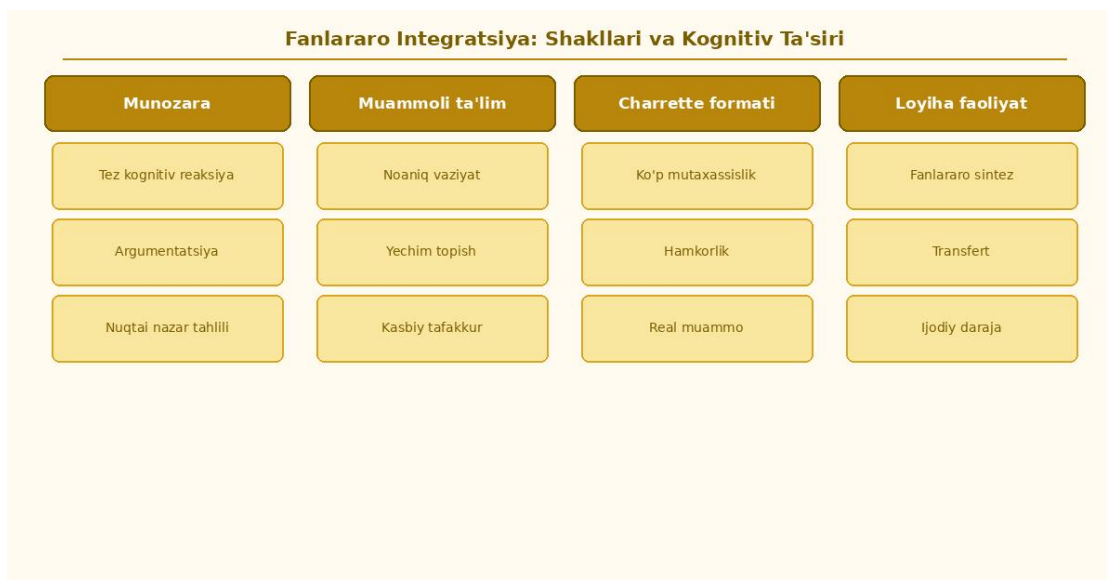 Fanlararo Integratsiya: Shakllari va Kognitiv Ta'siri
Munozara
Muammoli ta'lim
Charrette formati
Loyiha faoliyat
Tez kognitiv reaksiya
Noaniq vaziyat
Ko'p mutaxassislik
Fanlararo sintez
Argumentatsiya
Yechim topish
Hamkorlik
Transfert
Nuqtai nazar tahlili
Kasbiy tafakkur
Real muammo
Ijodiy daraja